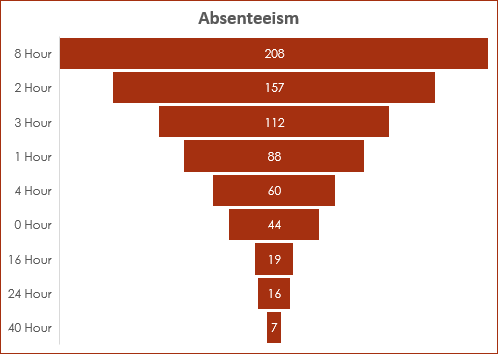 Absenteeism
8 Hour 208
2 Hour 157
3 Hour 112
1 Hour 88
4 Hour 60
0 Hour 44
16 Hour 19
24 Hour 16
40 Hour 7